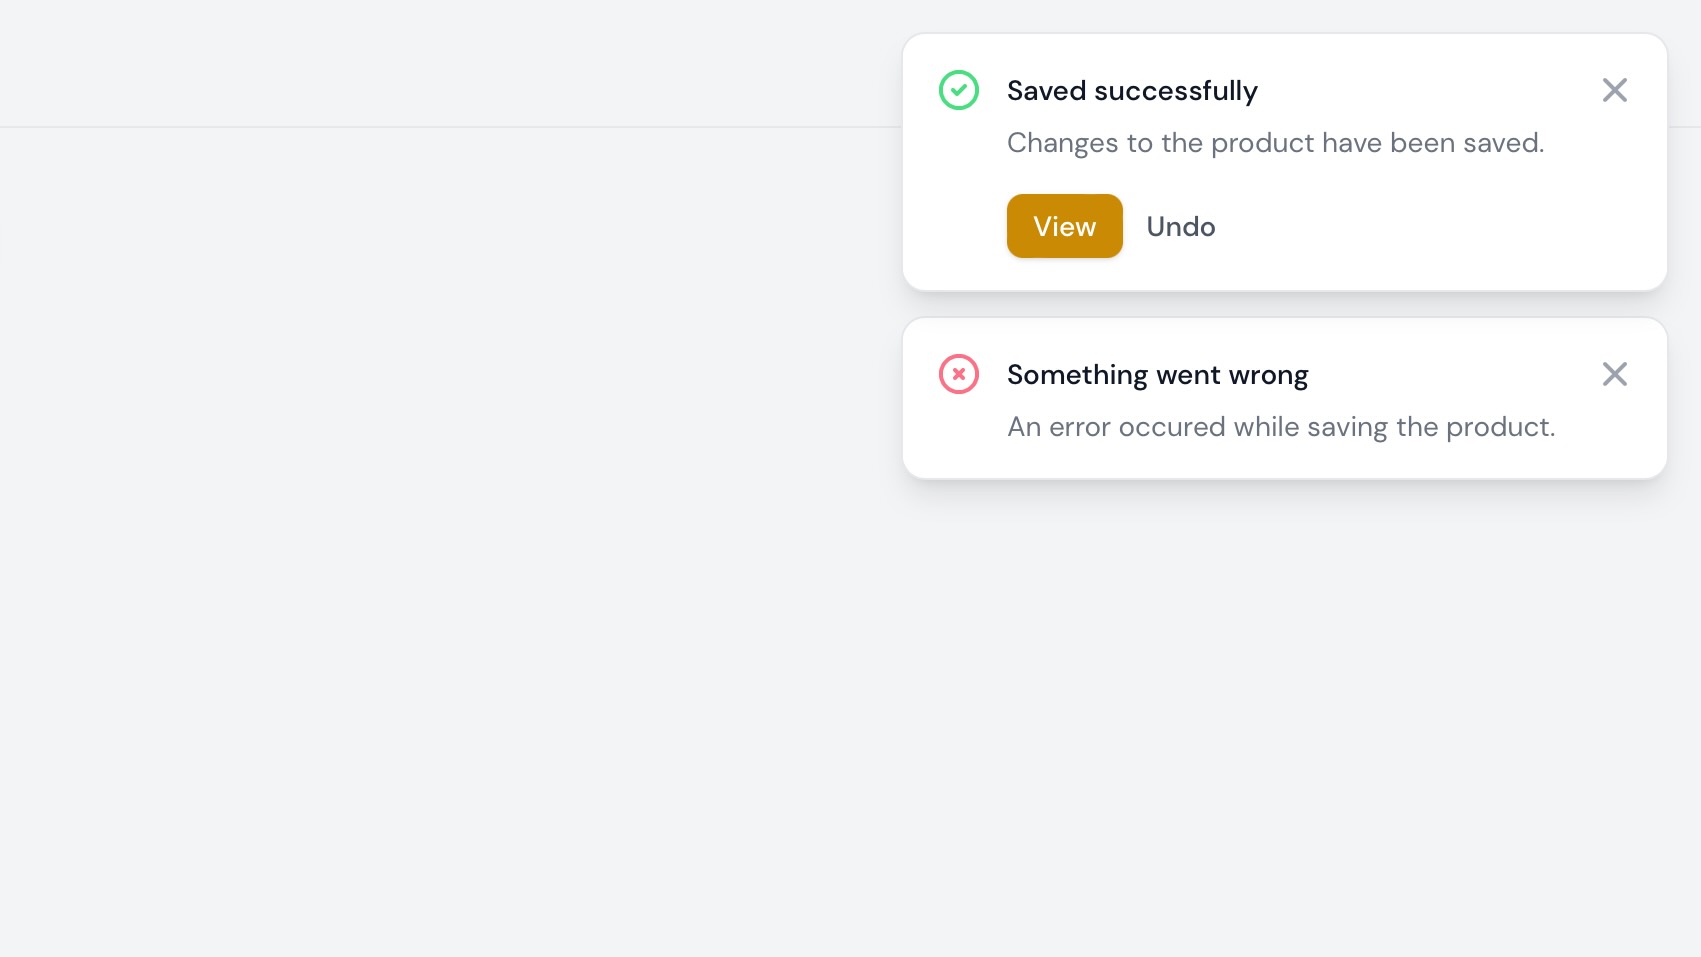 Saved successfully
Changes to the product have been saved.
View Undo
Something went wrong
An error occured while saving the product.